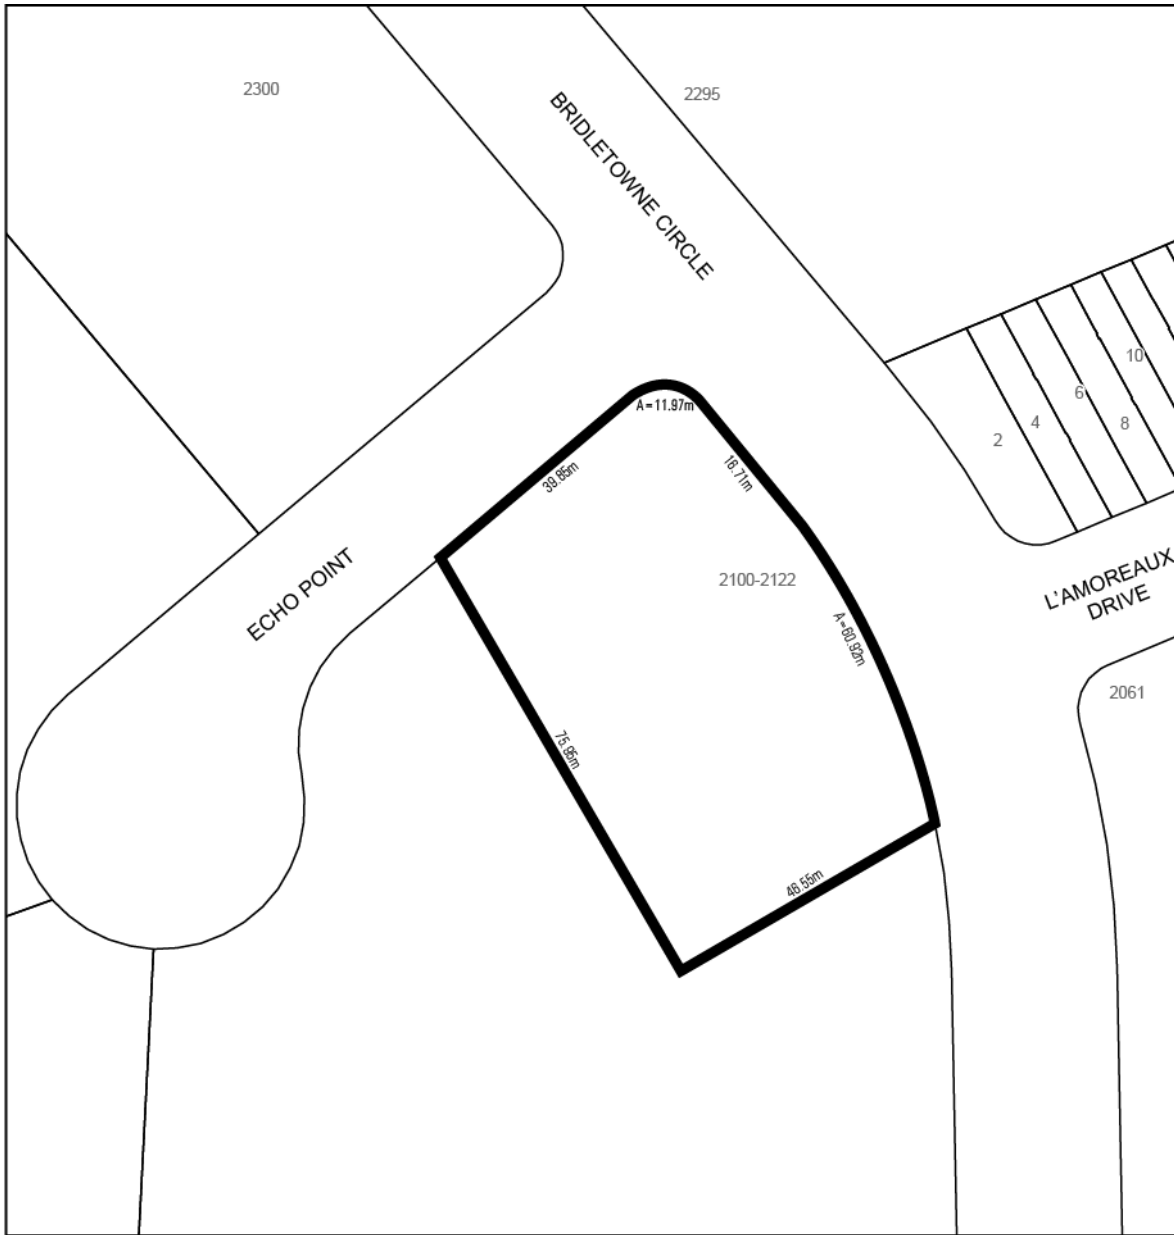 2300
2295
BRIDLETOWNE CIRCLE
10
6
4
8
2
A = 11.97m
39.85m
16.71m
ECHO POINT
2100-2122
L'AMOREAUX
DRIVE
A = 60.92m
2061
75.95m
46.55m